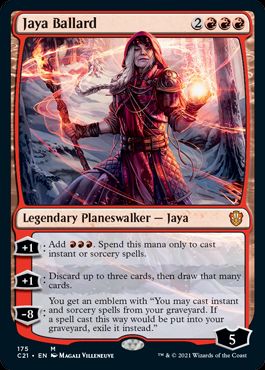 Jaya Ballard 2
Legendary Planeswalker — Jaya
+1: Add. Spend this mana only to cast
instant or sorcery spells.
+1: Discard up to three cards, then draw that many
cards.
You get an emblem with “You may cast instant
-8: and sorcery spells from your graveyard. If
a spell cast this way would be put into your
graveyard, exile it instead.”
5
175 M
C21 • EN MAGALI VILLENEUVE ™ & © 2021 Wizards of the Coast